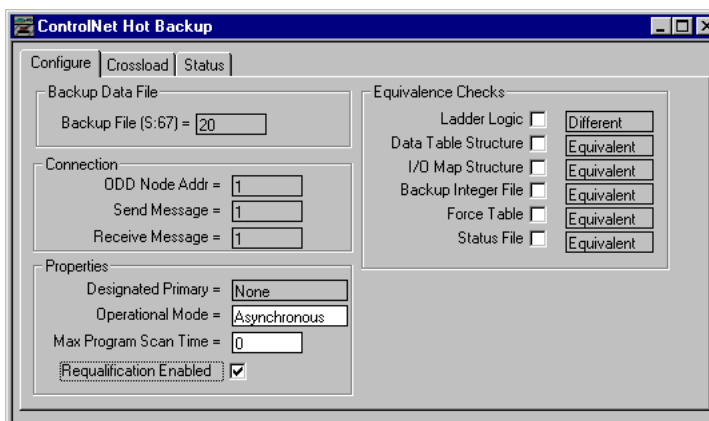 ControlNet Hot Backup
Configure Crossload Status
Backup Data File
Backup File (S:67) = 20
Connection
ODD Node Addr = 1
Send Message = 1
Receive Message = 1
Properties
Designated Primary = None
Operational Mode = Asynchronous
Max Program Scan Time = 0
Requalification Enabled
Equivalence Checks
Ladder Logic Different
Data Table Structure Equivalent
I/O Map Structure Equivalent
Backup Integer File Equivalent
Force Table Equivalent
Status File Equivalent